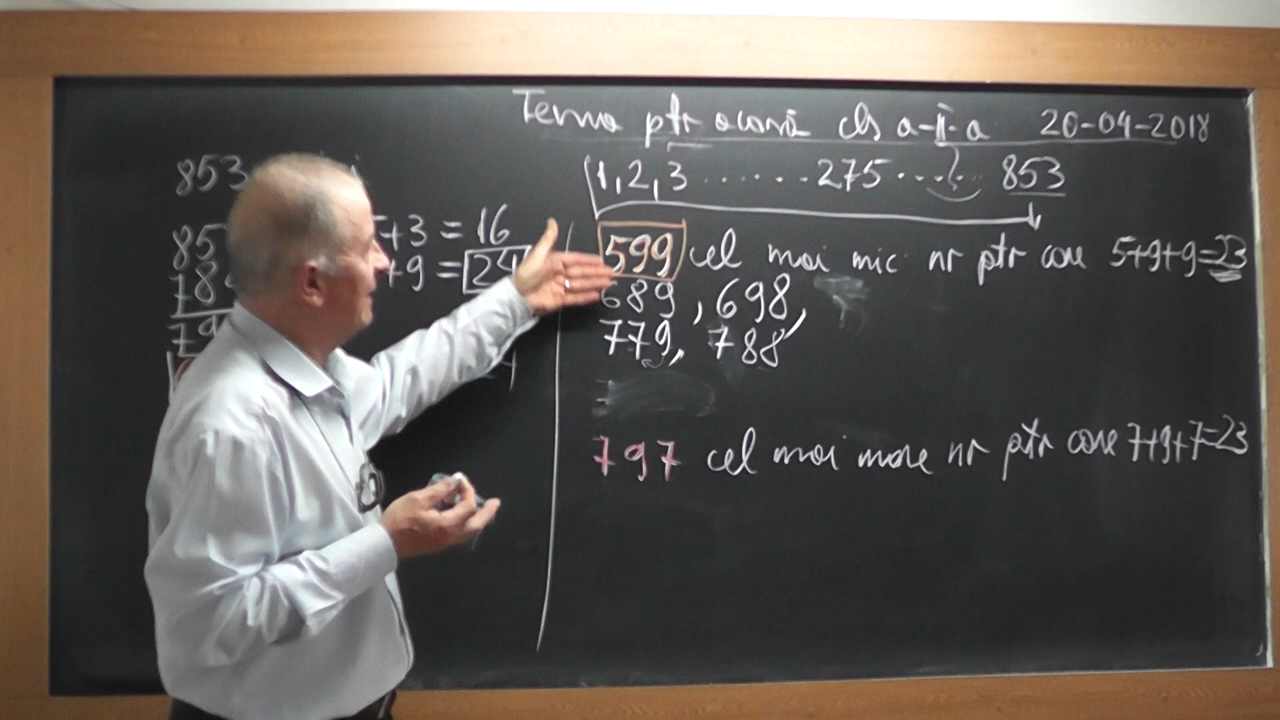 Tema ptr acasă cls a-II-a 20-04-2018
853
1, 2, 3 ....... 275 ..... 853
+3 = 16
+9 = 24
599 cel mai mic nr ptr care 5+9+9=23
689, 698,
779, 788
797 cel mai mare nr ptr care 7+9+7=23